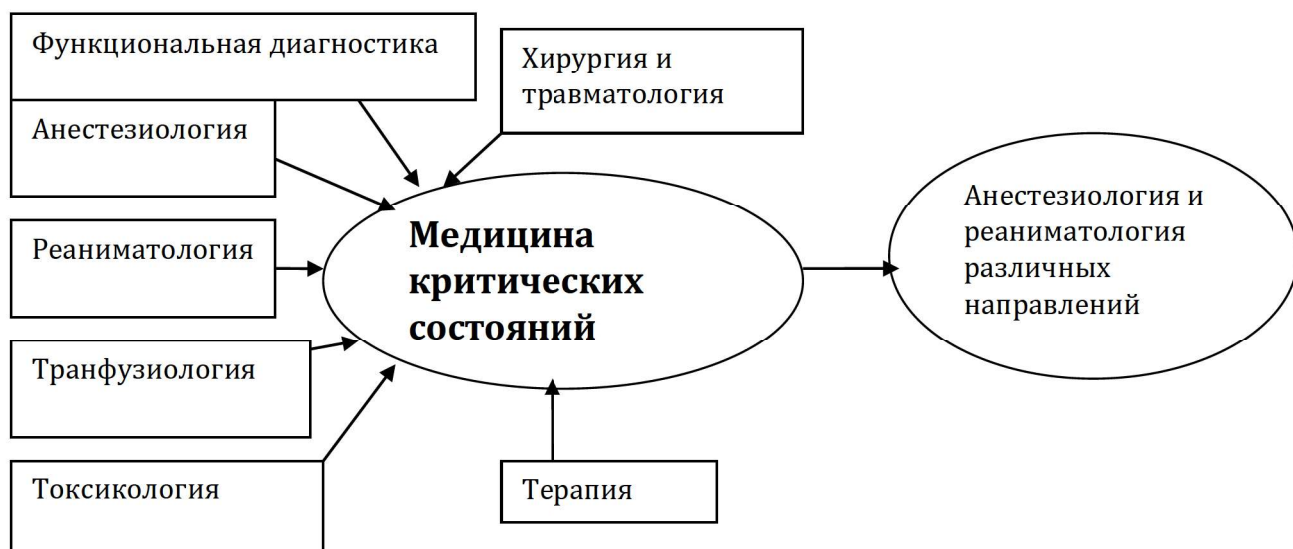 Функциональная диагностика
Хирургия и
травматология
Анестезиология
Реаниматология
Транфузиология
Токсикология
Медицина
критических
состояний
Терапия
Анестезиология и
реаниматология
различных
направлений